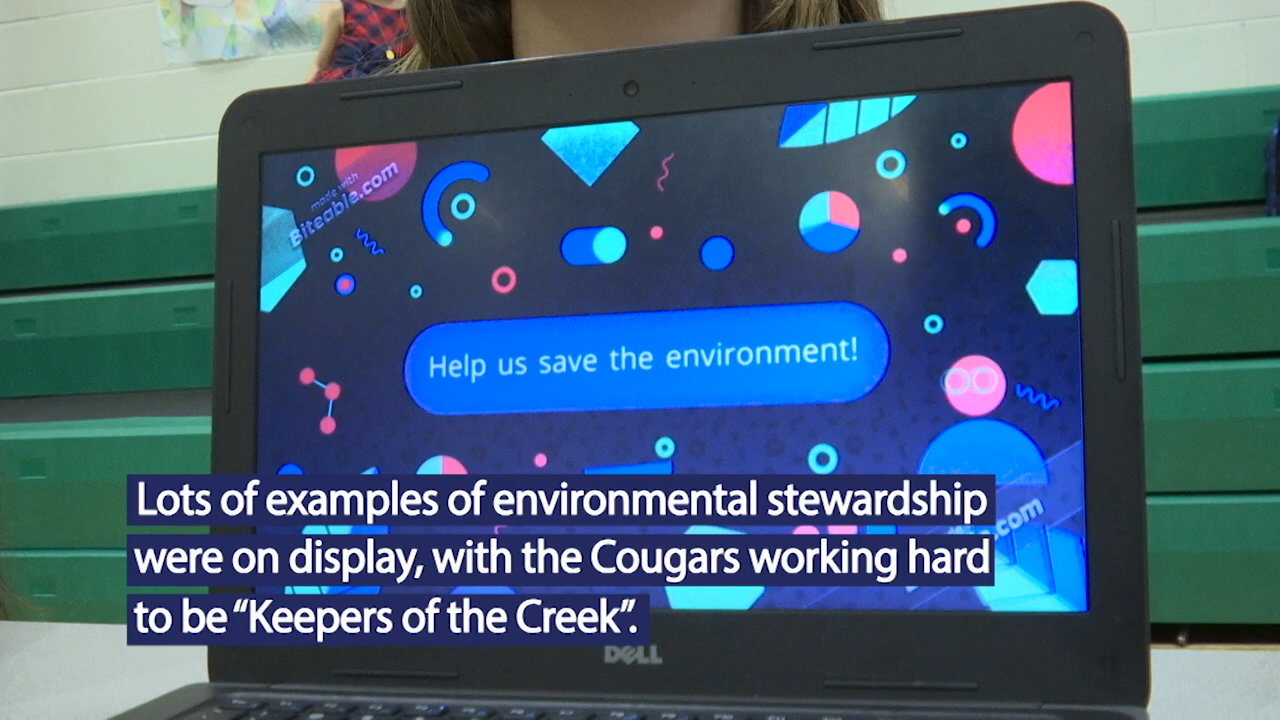 made with
Biteable.com
Help us save the environment!
Lots of examples of environmental stewardship
were on display, with the Cougars working hard
to be “Keepers of the Creek”.
DELL